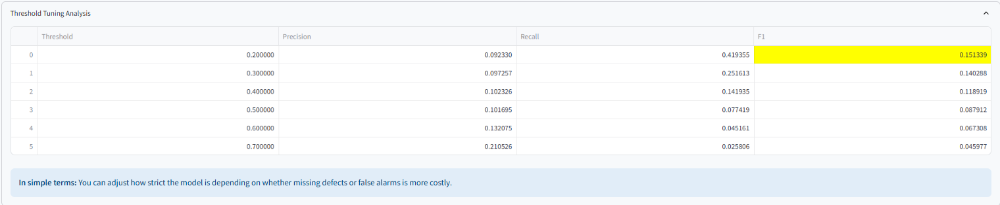 Threshold Tuning Analysis
Threshold Precision Recall F1
0 0.200000 0.092330 0.419355 0.151339
1 0.300000 0.097257 0.251613 0.140288
2 0.400000 0.102326 0.141935 0.118919
3 0.500000 0.101695 0.077419 0.087912
4 0.600000 0.132075 0.045161 0.067308
5 0.700000 0.210526 0.025806 0.045977
In simple terms: You can adjust how strict the model is depending on whether missing defects or false alarms is more costly.